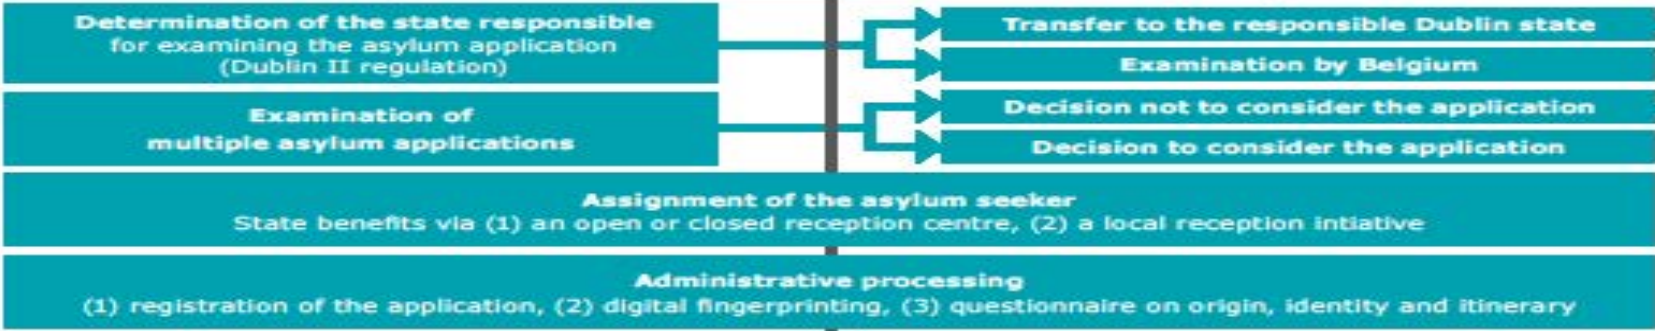 Determination of the state responsible
for examining the asylum application
(Dublin II regulation)
Transfer to the responsible Dublin state
Examination by Belgium
Examination of
multiple asylum applications
Decision not to consider the application
Decision to consider the application
Assignment of the asylum seeker
State benefits via (1) an open or closed reception centre, (2) a local reception intiative
Administrative processing
(1) registration of the application, (2) digital fingerprinting, (3) questionnaire on origin, identity and itinerary